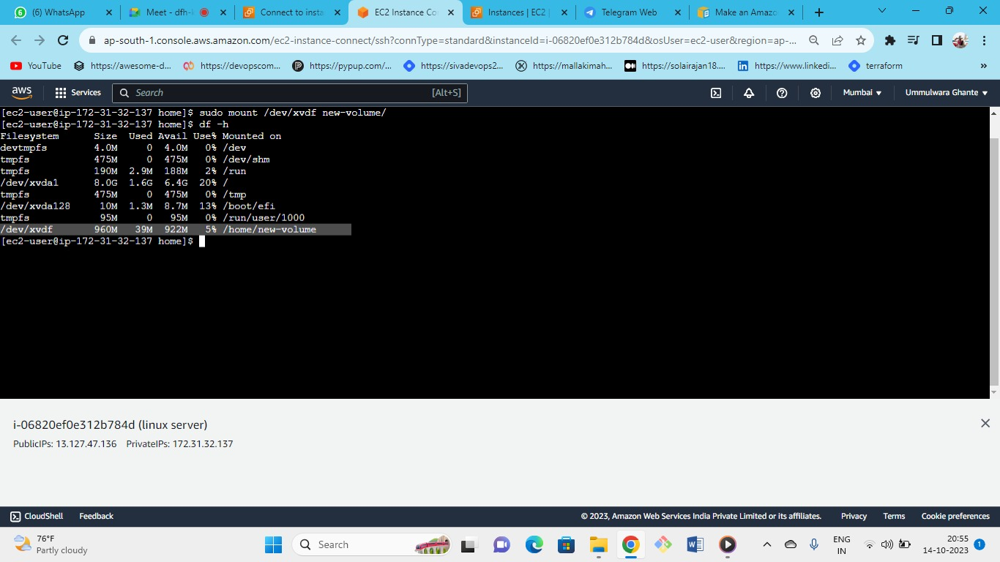 (6) WhatsApp
Meet - dfh-
Connect to insta
EC2 Instance Co
Instances | EC2
Telegram Web
Make an Amazo
ap-south-1.console.aws.amazon.com/ec2-instance-connect/ssh?connType=standard&instanceId=i-06820ef0e312b784d&osUser=ec2-user&region=ap-...
YouTube
https://awesome-d...
https://devopscom...
https://pypup.com/...
https://sivadevops2...
https://mallakimah...
https://solairajan18....
https://www.linkedi...
terraform
»
aws
Services
Search
[Alt+S]
Mumbai
Ummulwara Ghante
[ec2-user@ip-172-31-32-137 home]$ sudo mount /dev/xvdf new-volume/
[ec2-user@ip-172-31-32-137 home]$ df -h
Filesystem Size Used Avail Use% Mounted on
devtmpfs 4.0M 0 4.0M 0% /dev
tmpfs 475M 0 475M 0% /dev/shm
tmpfs 190M 2.9M 188M 2% /run
/dev/xvda1 8.0G 1.6G 6.4G 20% /
tmpfs 475M 0 475M 0% /tmp
/dev/xvda128 10M 1.3M 8.7M 13% /boot/efi
tmpfs 95M 0 95M 0% /run/user/1000
/dev/xvdf 960M 39M 922M 5% /home/new-volume
[ec2-user@ip-172-31-32-137 home]$
i-06820ef0e312b784d (linux server)
PublicIPs: 13.127.47.136 PrivateIPs: 172.31.32.137
CloudShell
Feedback
© 2023, Amazon Web Services India Private Limited or its affiliates.
Privacy
Terms
Cookie preferences
76°F
Partly cloudy
Search
ENG
IN
20:55
14-10-2023
1